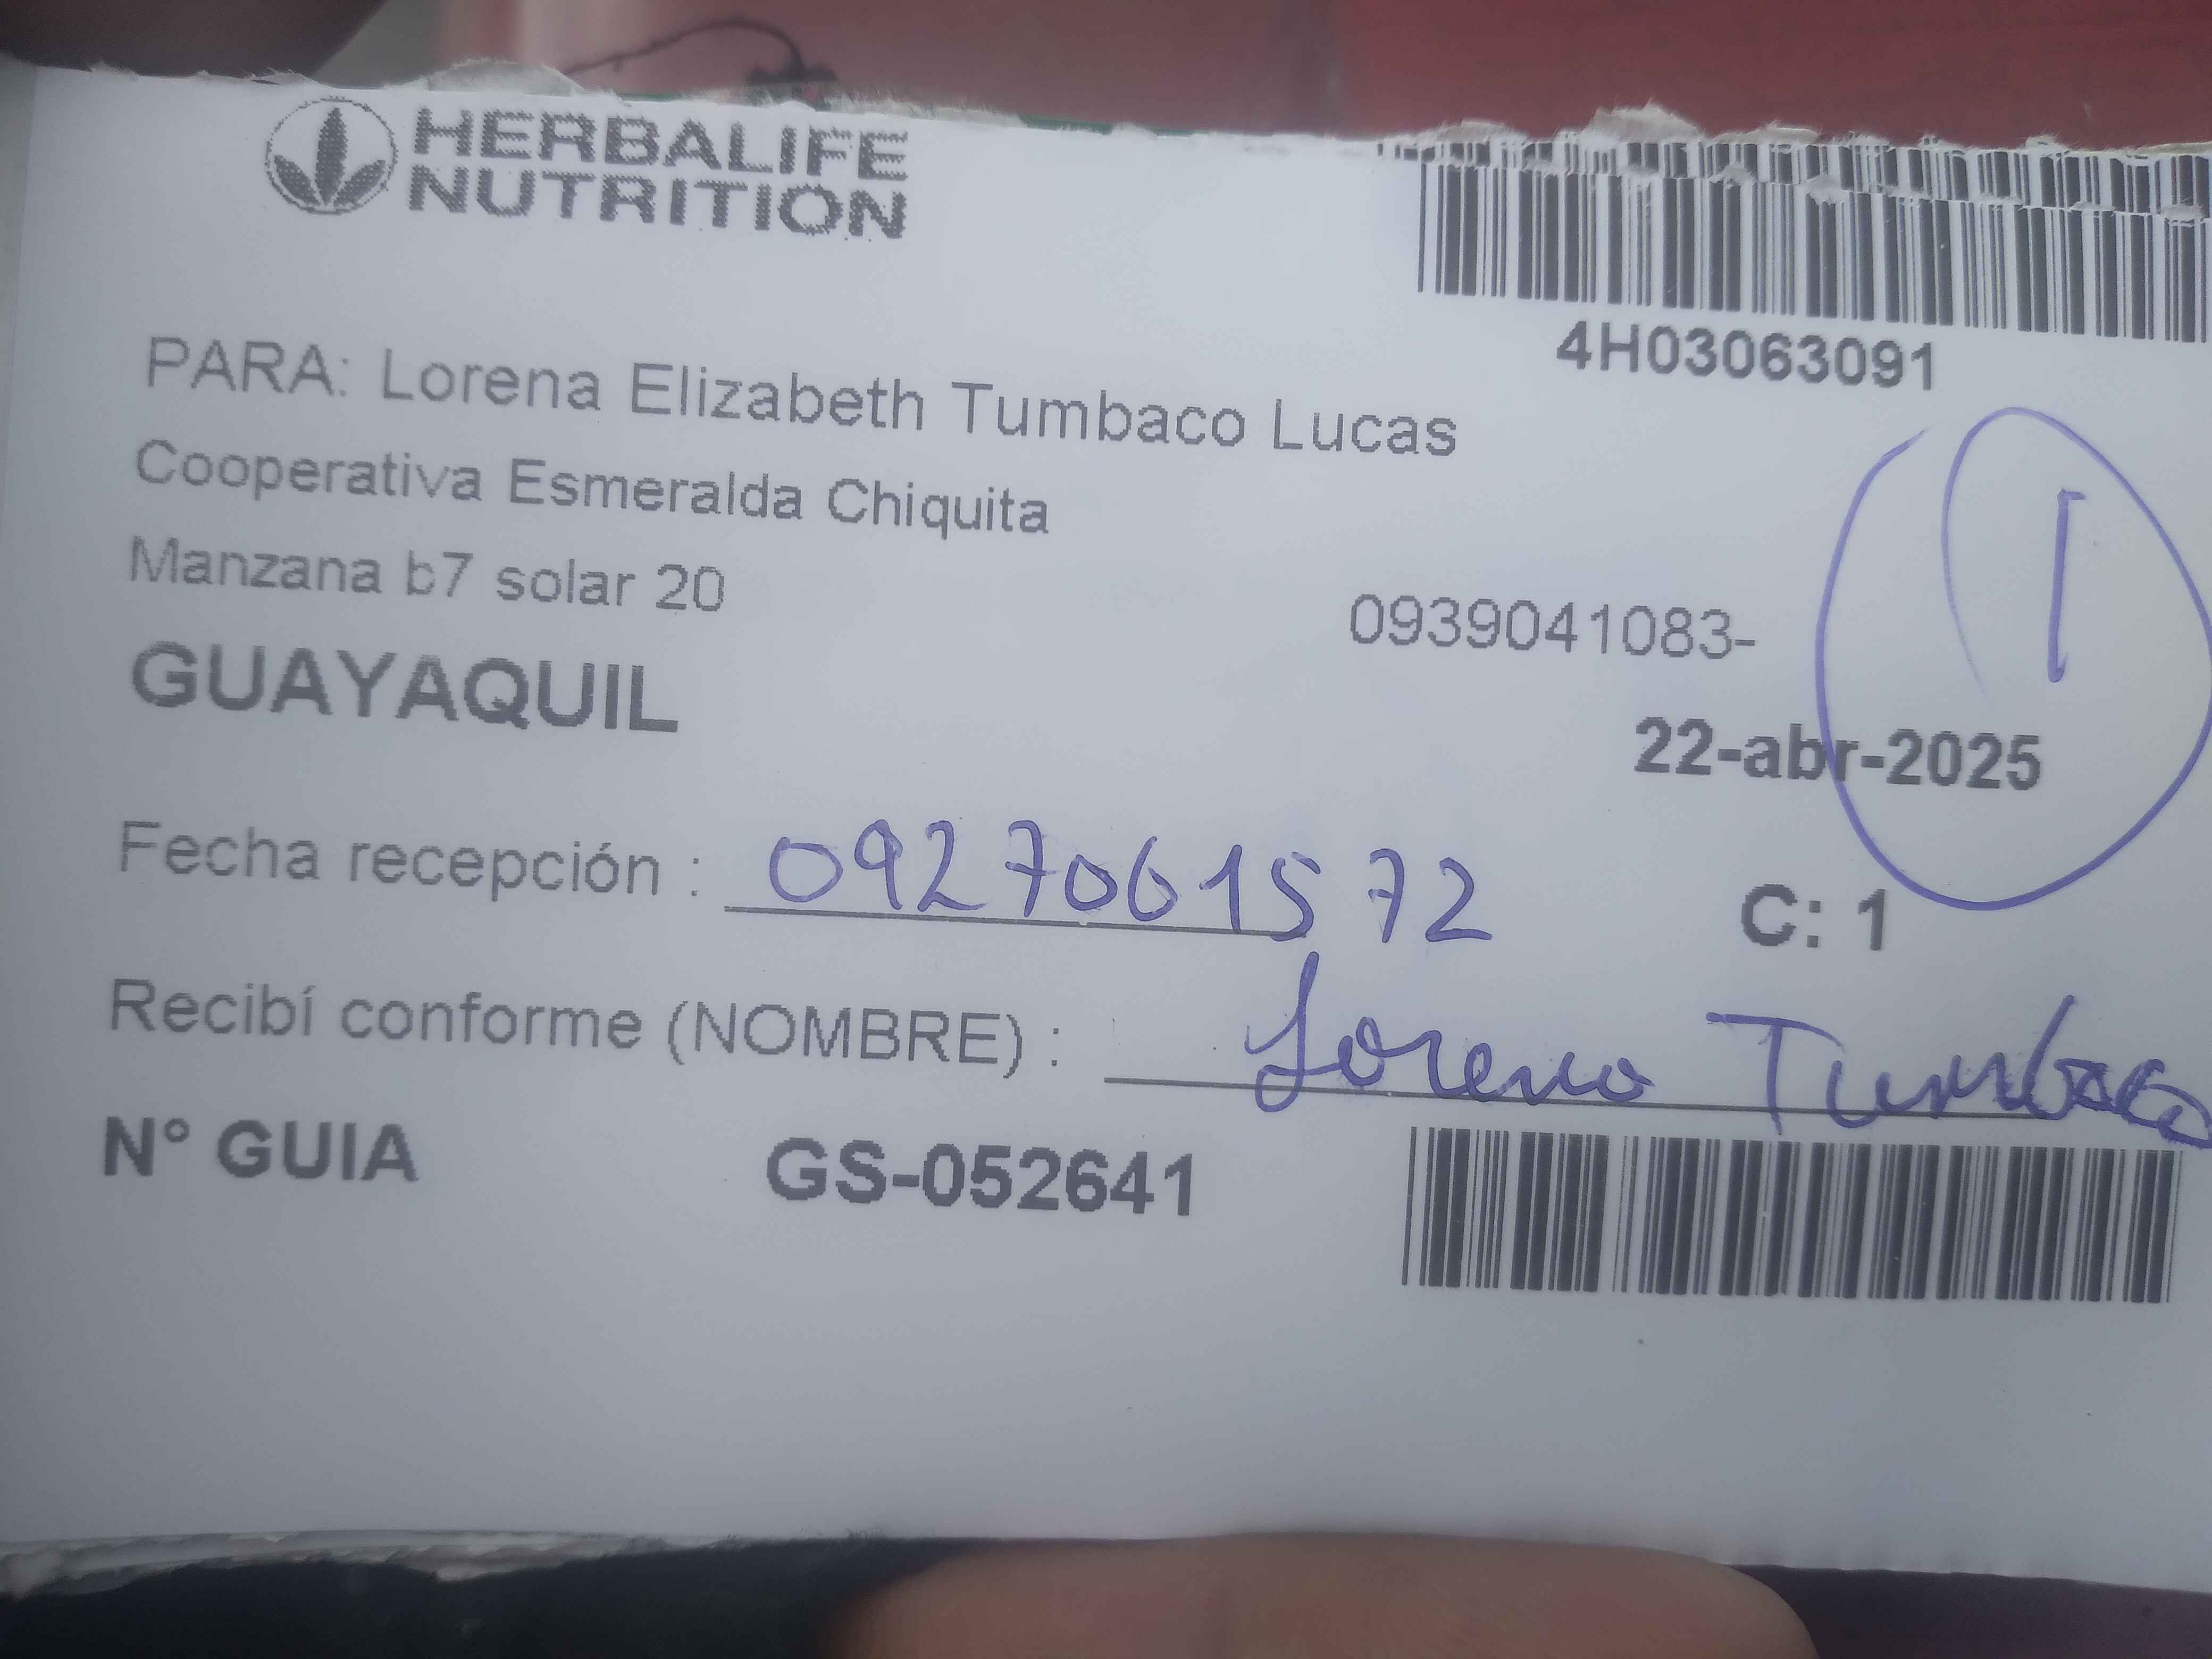 HERBALIFE
NUTRITION
4H03063091
PARA: Lorena Elizabeth Tumbaco Lucas
Cooperativa Esmeralda Chiquita
Manzana b7 solar 20
0939041083-
1
GUAYAQUIL
22-abr-2025
Fecha recepción : 0927061572
C: 1
Recibí conforme (NOMBRE) : Lorena Tumbaco
N° GUIA GS-052641